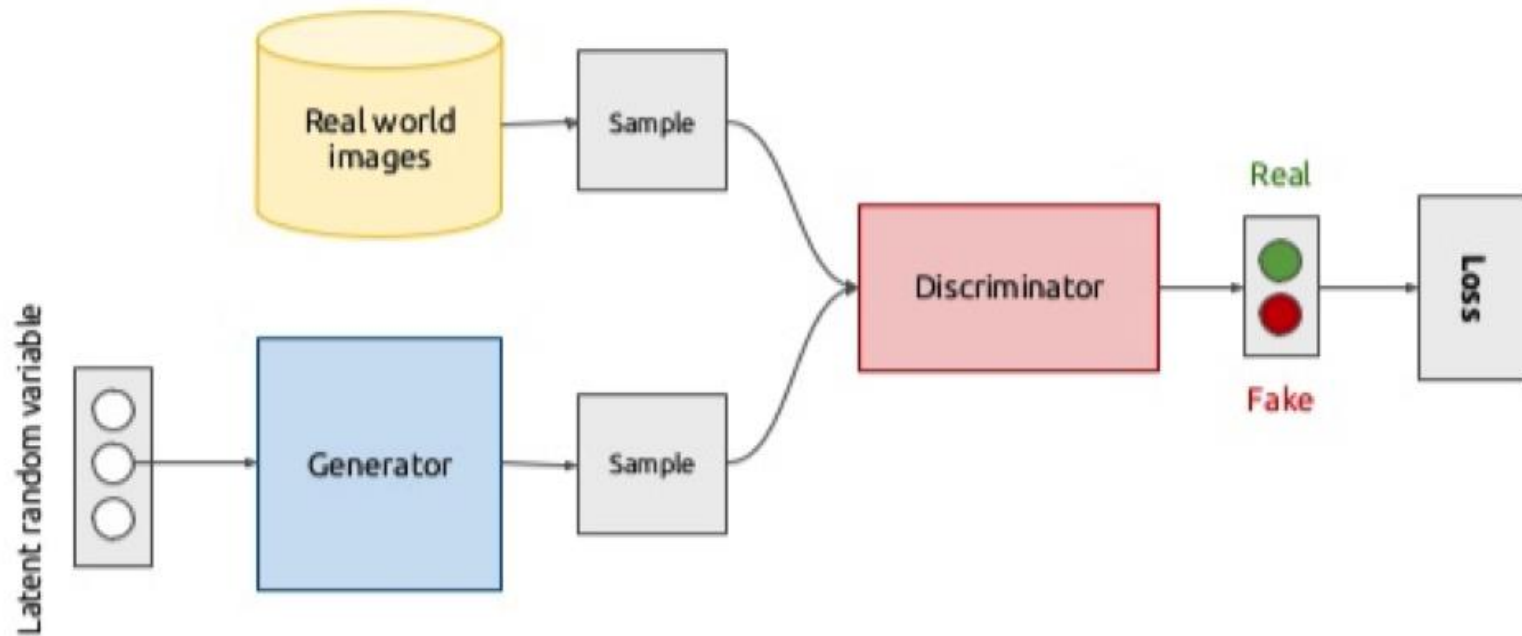 Real world
images
Sample
Real
Discriminator
Loss
Fake
Latent random variable
Generator
Sample